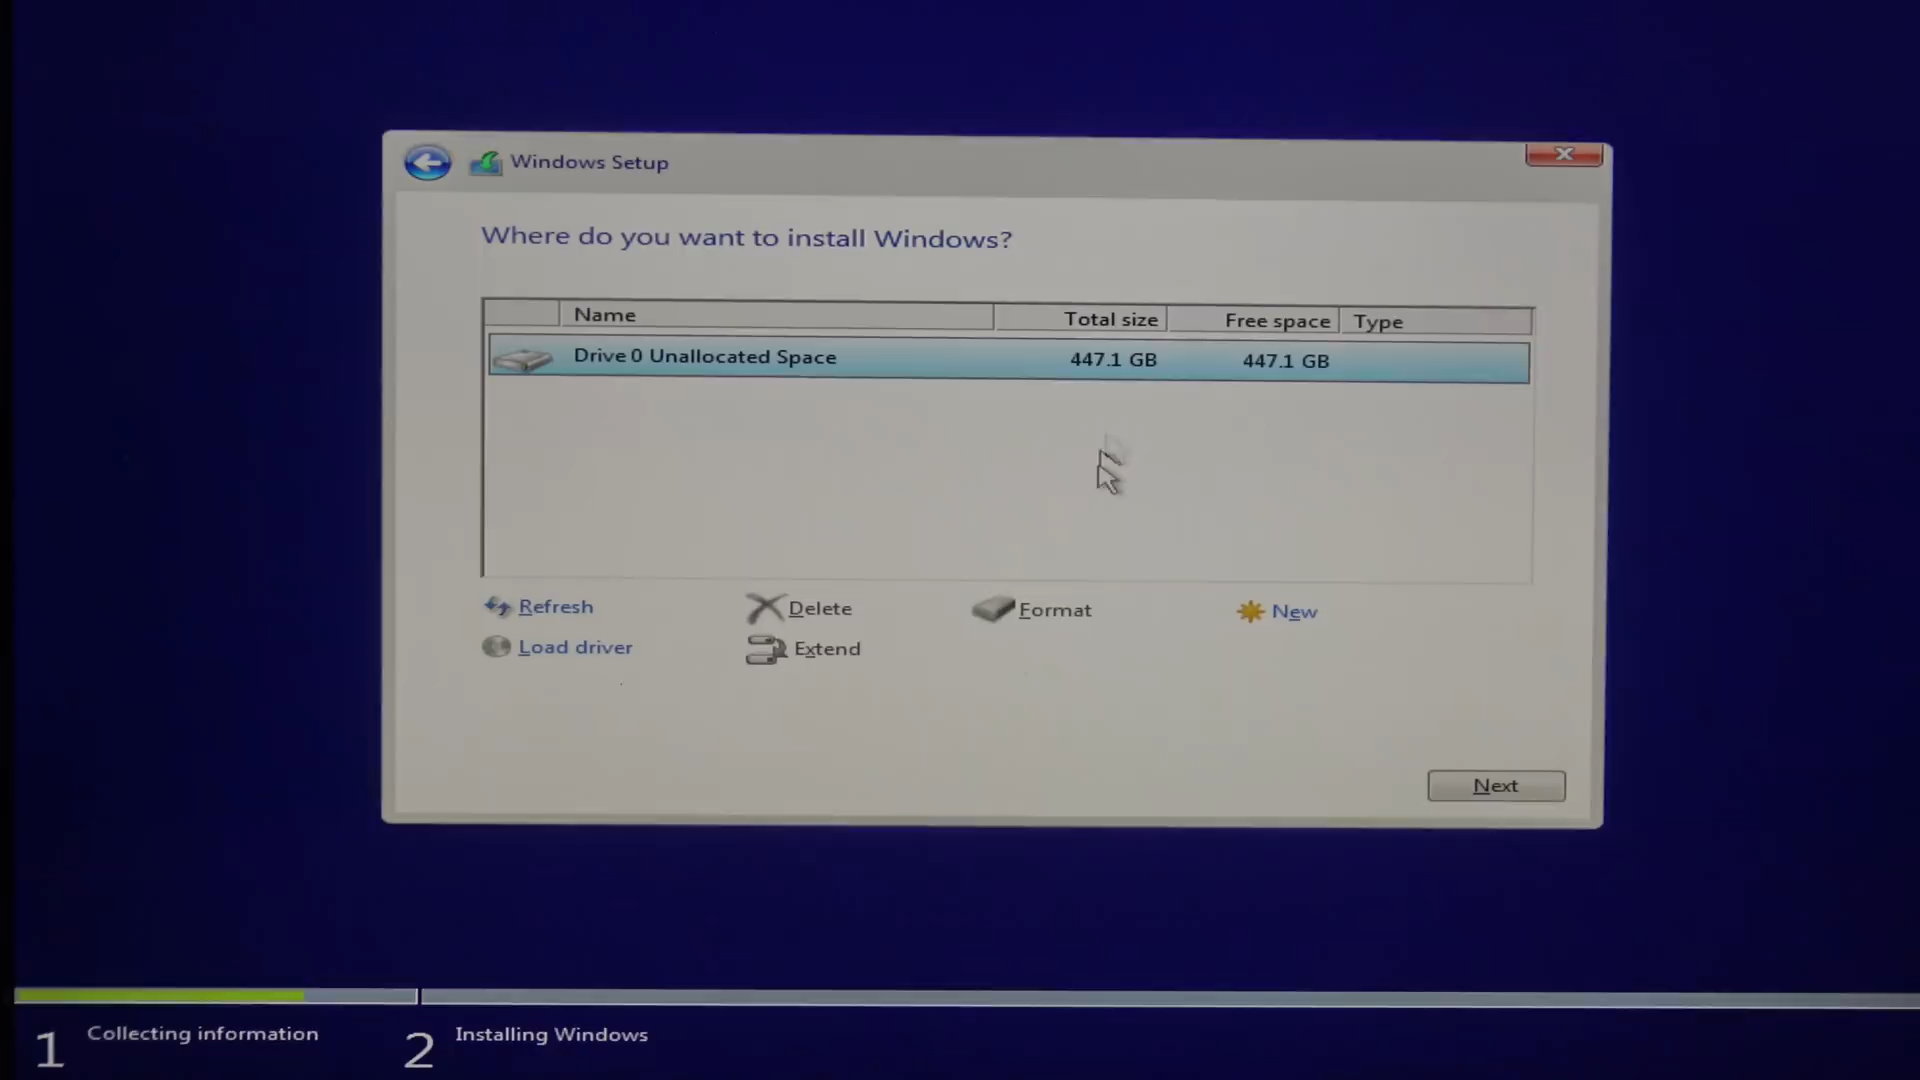 Windows Setup
Where do you want to install Windows?
Name Total size Free space Type
Drive 0 Unallocated Space 447.1 GB 447.1 GB
Refresh Delete Format New
Load driver Extend
Next
1 Collecting information 2 Installing Windows